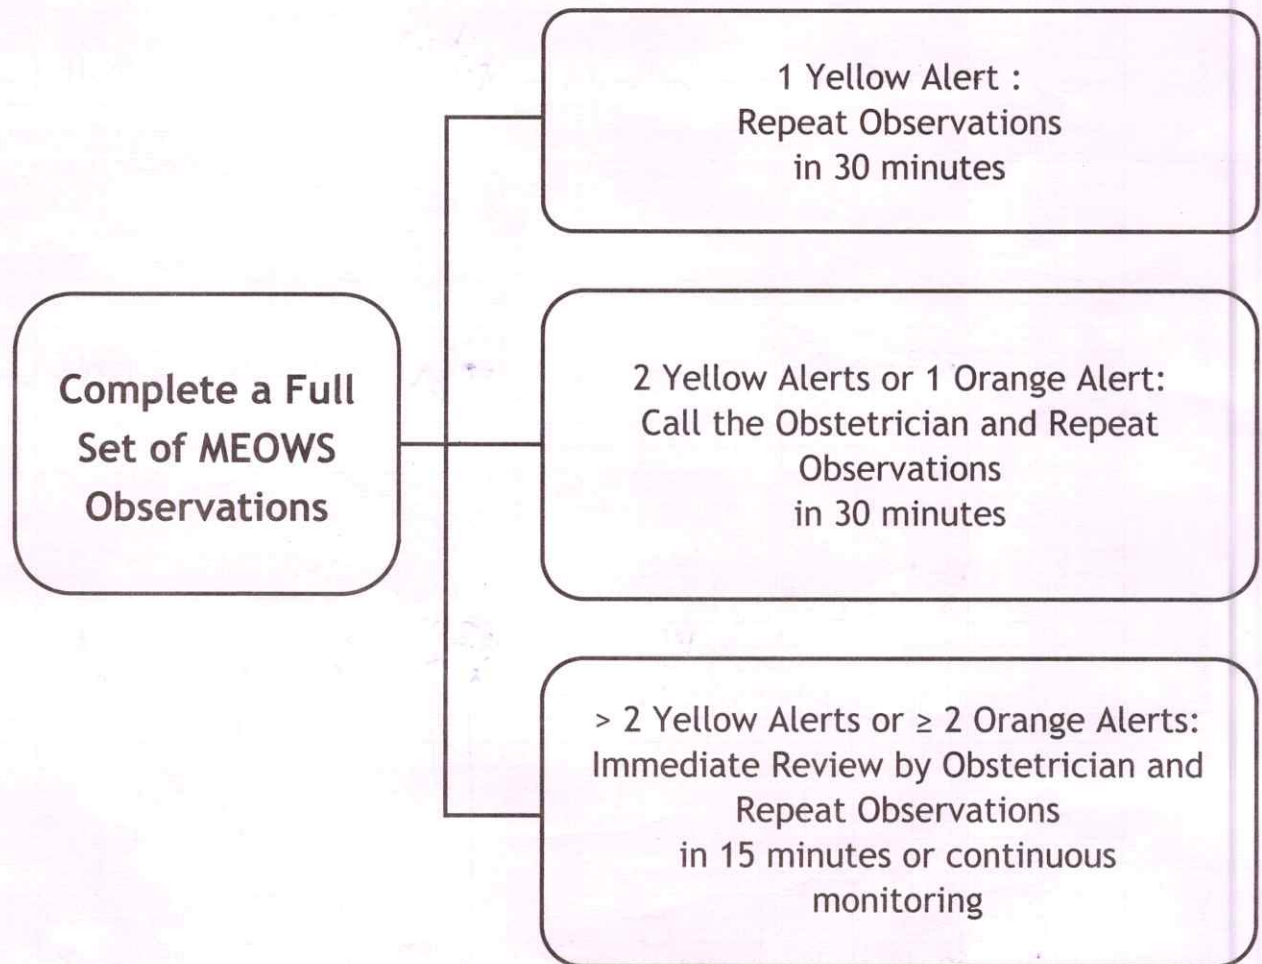 Complete a Full
Set of MEOWS
Observations
1 Yellow Alert :
Repeat Observations
in 30 minutes
2 Yellow Alerts or 1 Orange Alert:
Call the Obstetrician and Repeat
Observations
in 30 minutes
> 2 Yellow Alerts or ≥ 2 Orange Alerts:
Immediate Review by Obstetrician and
Repeat Observations
in 15 minutes or continuous
monitoring